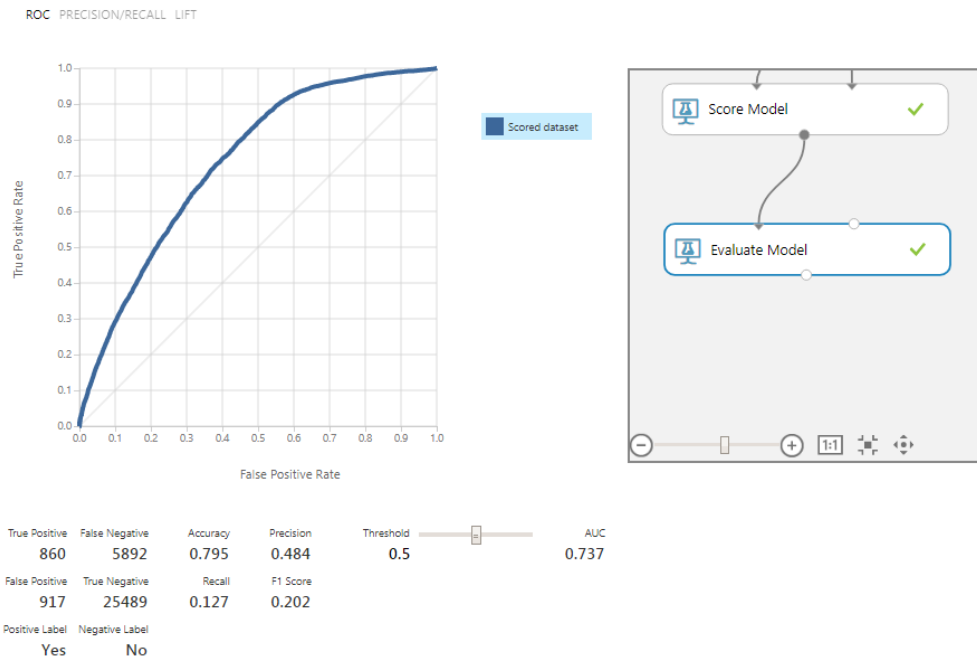 ROC PRECISION/RECALL LIFT
1.0
0.9
0.8
0.7
0.6
0.5
0.4
0.3
0.2
0.1
0.0
True Positive Rate
0.0 0.1 0.2 0.3 0.4 0.5 0.6 0.7 0.8 0.9 1.0
False Positive Rate
Scored dataset
Score Model
Evaluate Model
1:1
True Positive False Negative Accuracy Precision Threshold AUC
860 5892 0.795 0.484 0.5 0.737
False Positive True Negative Recall F1 Score
917 25489 0.127 0.202
Positive Label Negative Label
Yes No